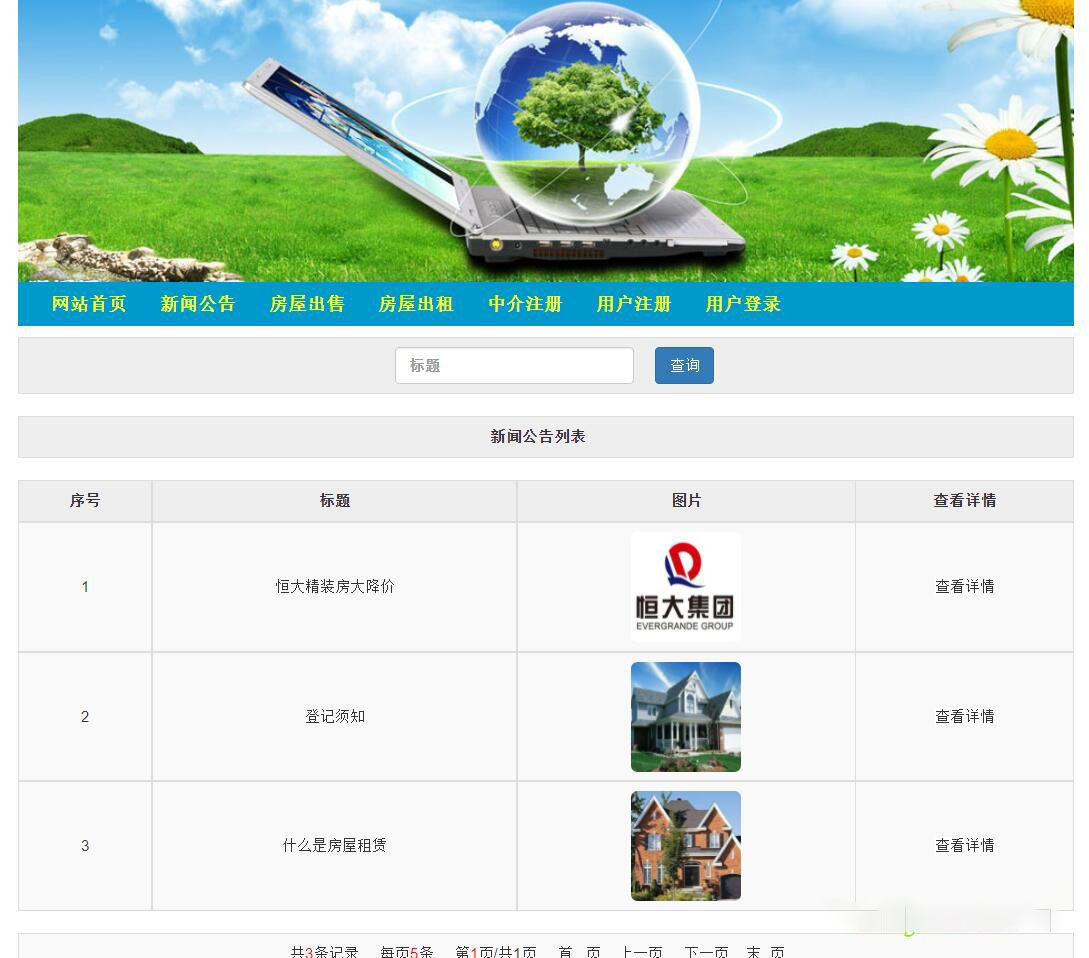 网站首页 新闻公告 房屋出售 房屋出租 中介注册 用户注册 用户登录
标题 查询
新闻公告列表
序号 标题 图片 查看详情
1 恒大精装房大降价 恒大集团 EVERGRANDE GROUP 查看详情
2 登记须知 查看详情
3 什么是房屋租赁 查看详情
共3条记录 每页5条 第1页/共1页 首 页 上一页 下一页 末 页